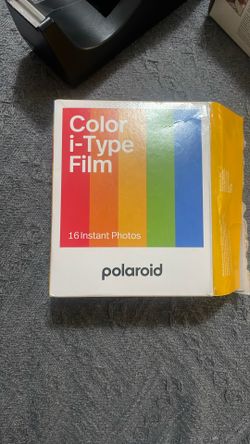 Color
i-Type
Film
16 Instant Photos
polaroid